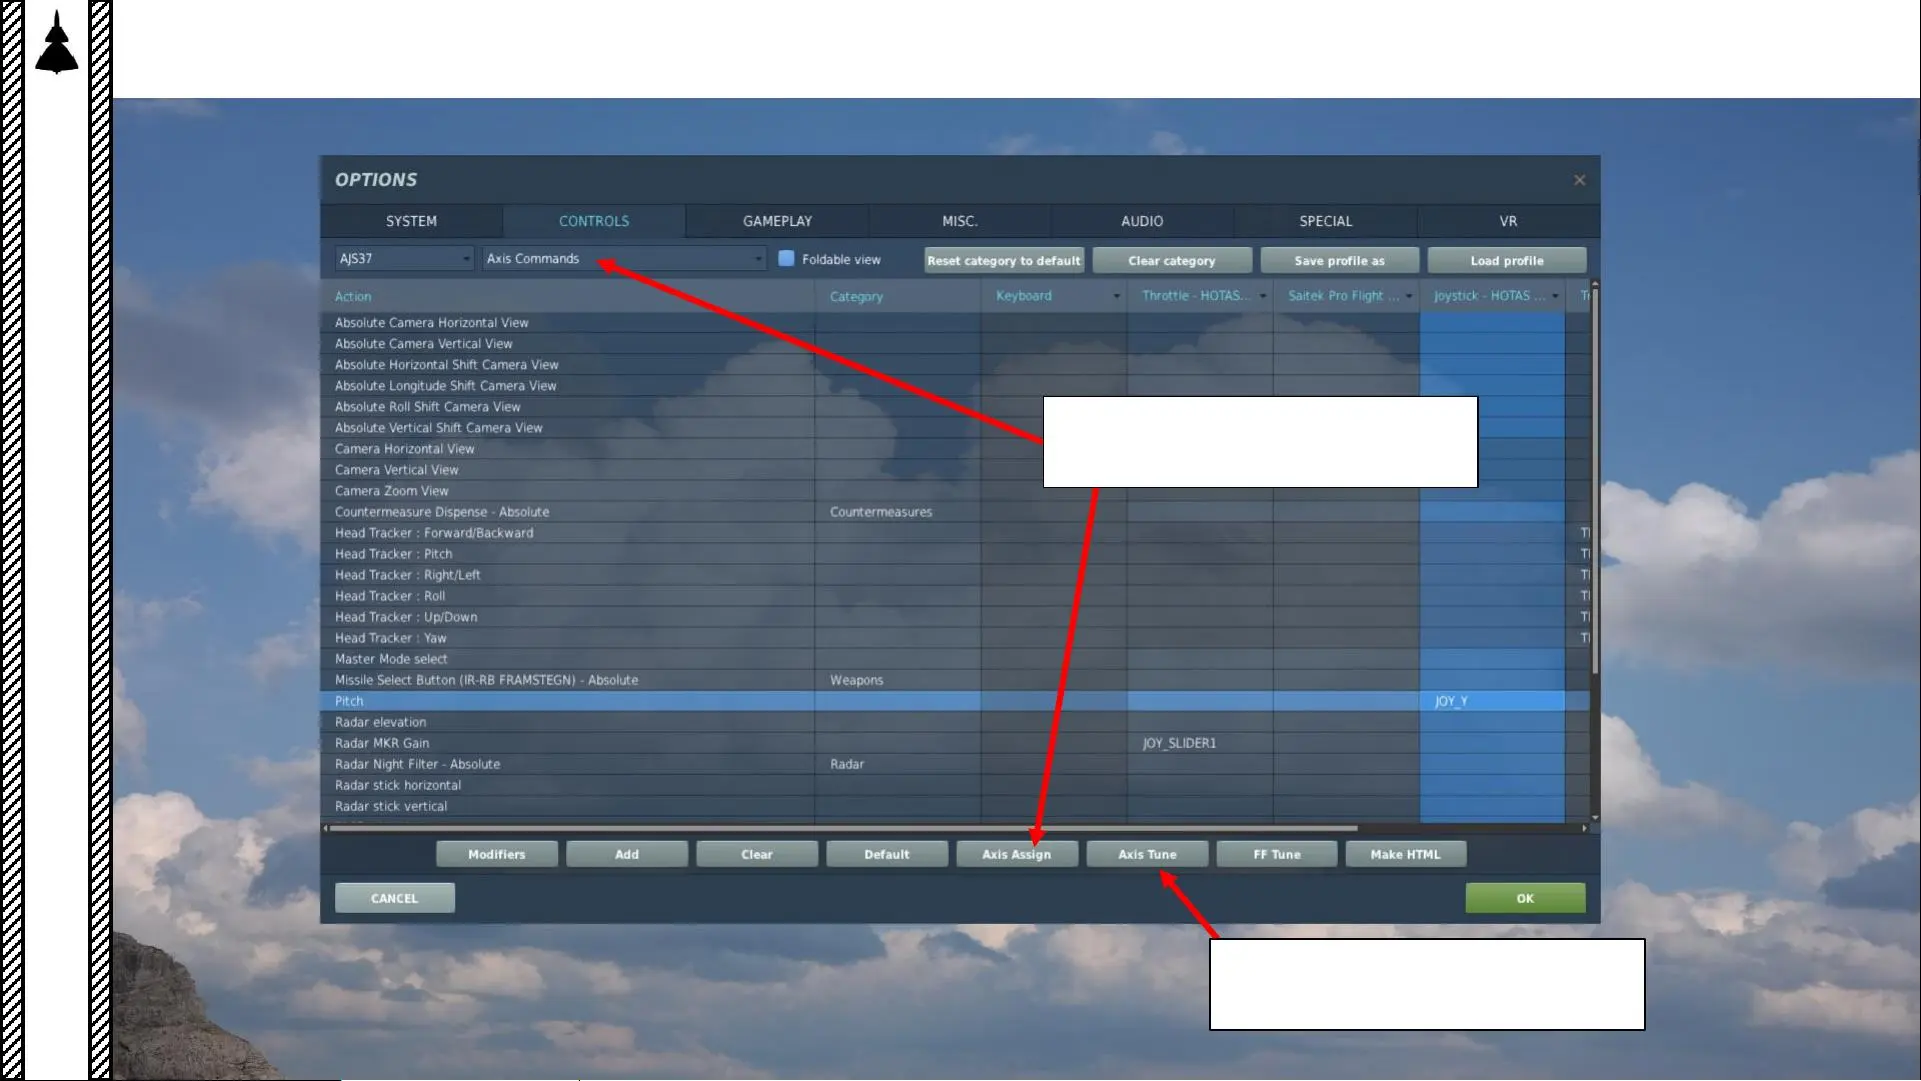 OPTIONS
SYSTEM CONTROLS GAMEPLAY MISC. AUDIO SPECIAL VR
AJS37 Axis Commands Foldable view Reset category to default Clear category Save profile as Load profile
Action Category Keyboard Throttle - HOTAS... Saitek Pro Flight ... Joystick - HOTAS ...
Absolute Camera Horizontal View
Absolute Camera Vertical View
Absolute Horizontal Shift Camera View
Absolute Longitude Shift Camera View
Absolute Roll Shift Camera View
Absolute Vertical Shift Camera View
Camera Horizontal View
Camera Vertical View
Camera Zoom View
Countermeasure Dispense - Absolute Countermeasures
Head Tracker : Forward/Backward
Head Tracker : Pitch
Head Tracker : Right/Left
Head Tracker : Roll
Head Tracker : Up/Down
Head Tracker : Yaw
Master Mode select
Missile Select Button (IR-RB FRAMSTEGN) - Absolute Weapons
Pitch JOY_Y
Radar elevation
Radar MKR Gain JOY_SLIDER1
Radar Night Filter - Absolute Radar
Radar stick horizontal
Radar stick vertical
Modifiers Add Clear Default Axis Assign Axis Tune FF Tune Make HTML
CANCEL OK